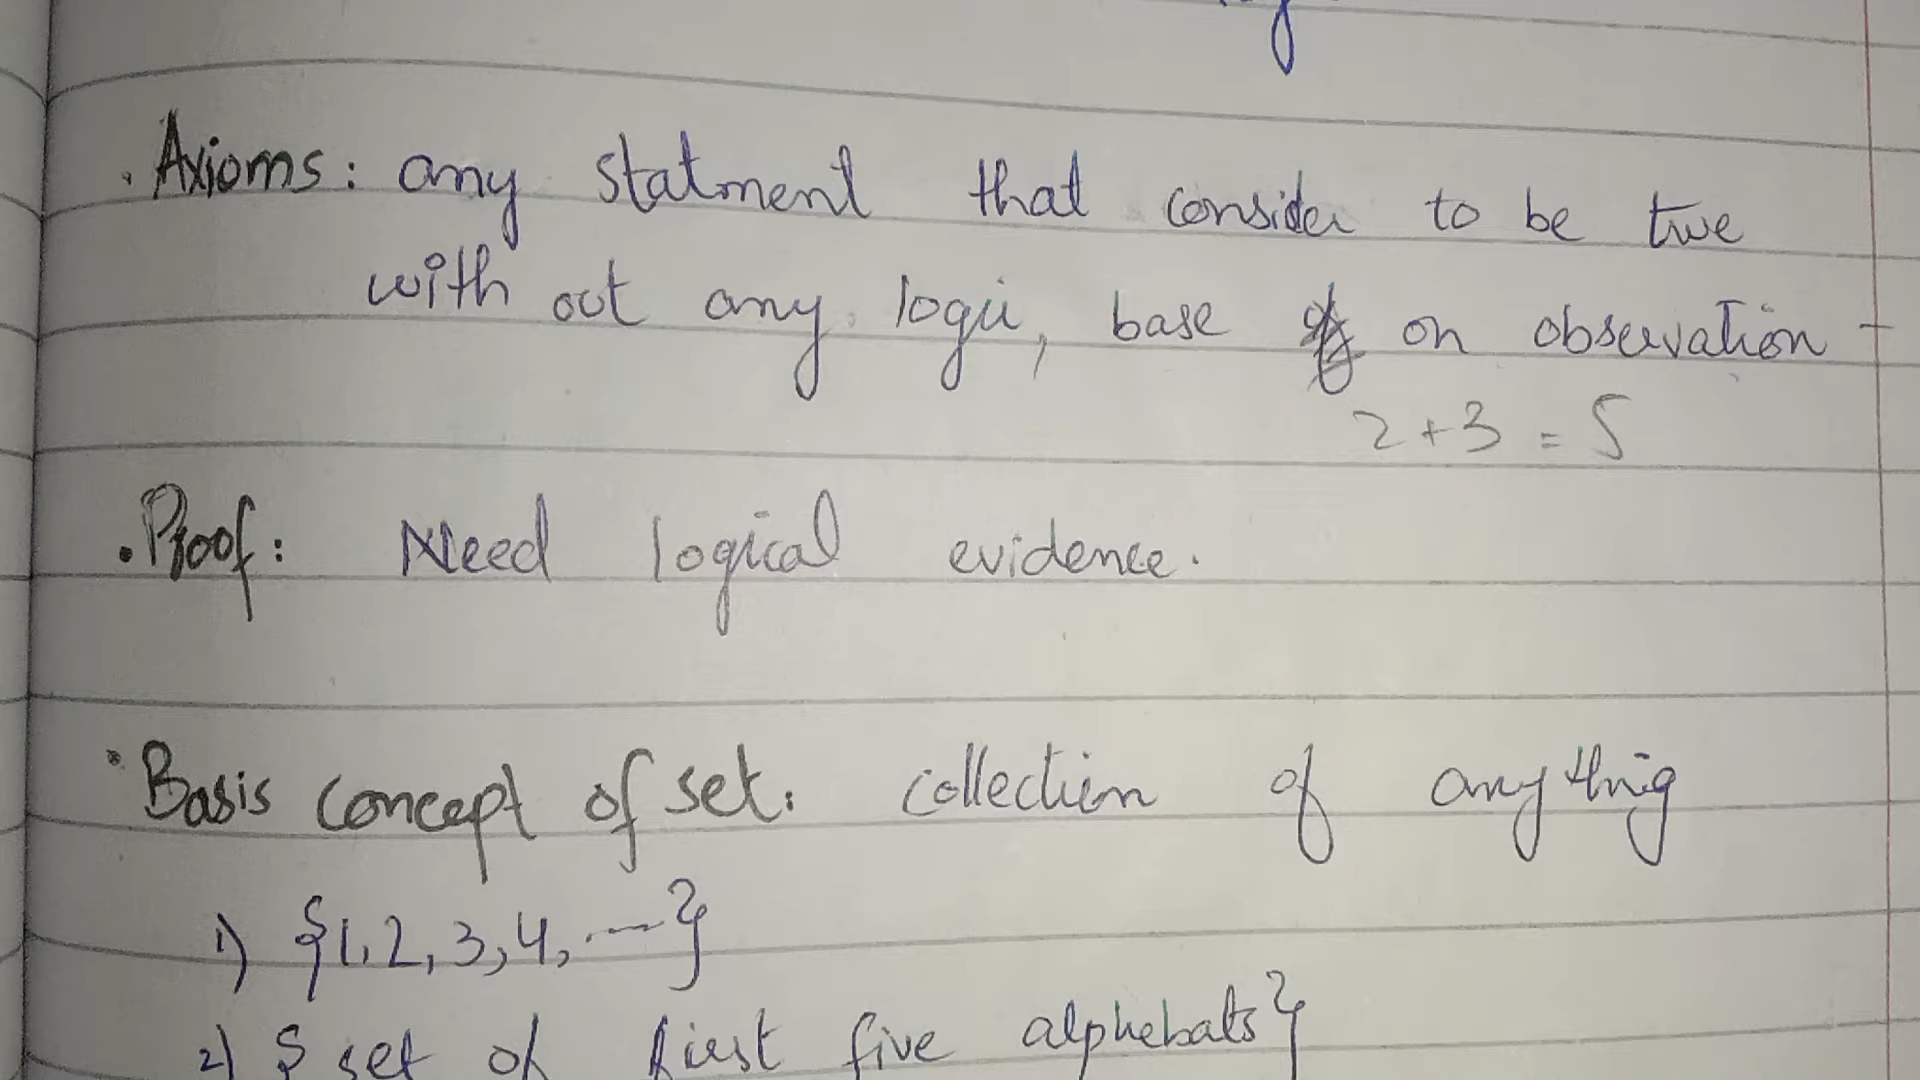 . Axioms: any statment that consider to be true
with out any logic, base on observation -
2+3 = 5
. Proof: Need logical evidence.
. Basis concept of set: collection of any thing
1) {1,2,3,4,---}
2) { set of first five alphebats}